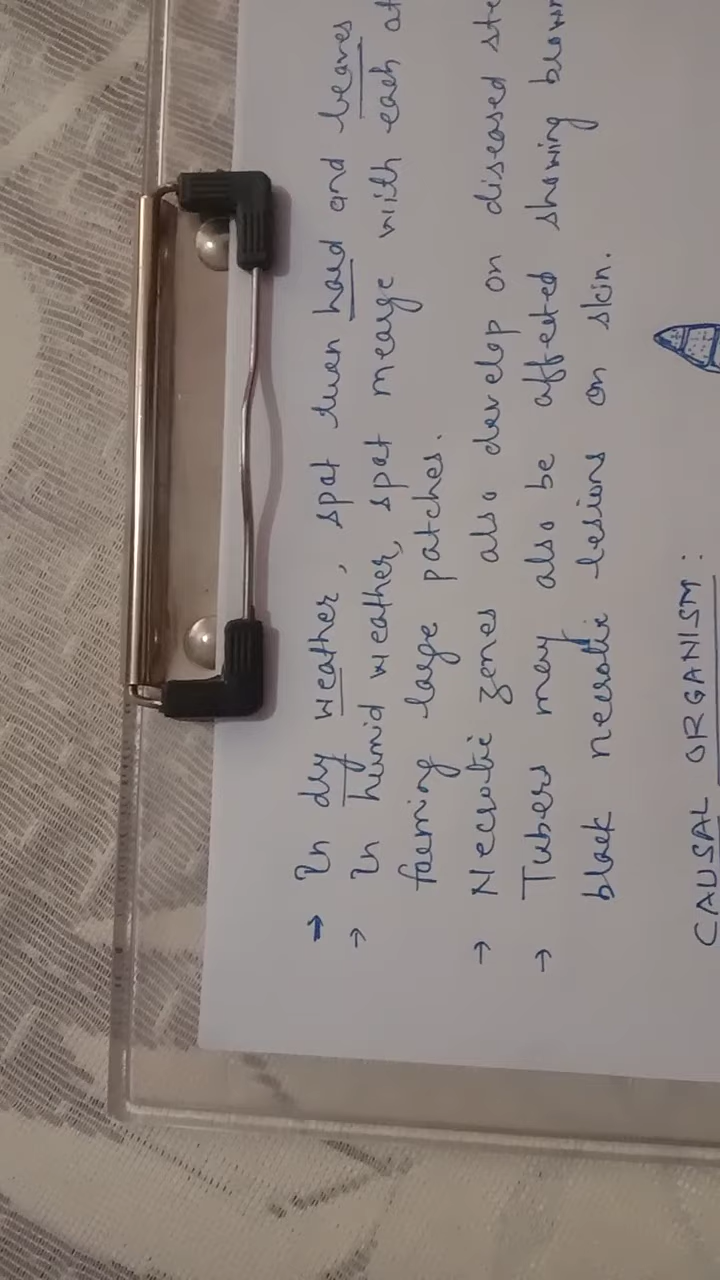 → In dry weather, spot turn hard and leaves
→ In humid weather, spot mearge with each ot
forming large patches.
→ Necrotic zones also develop on diseased ste
→ Tubers may also be affected showing brown
black necrotic lesions on skin.
CAUSAL ORGANISM: